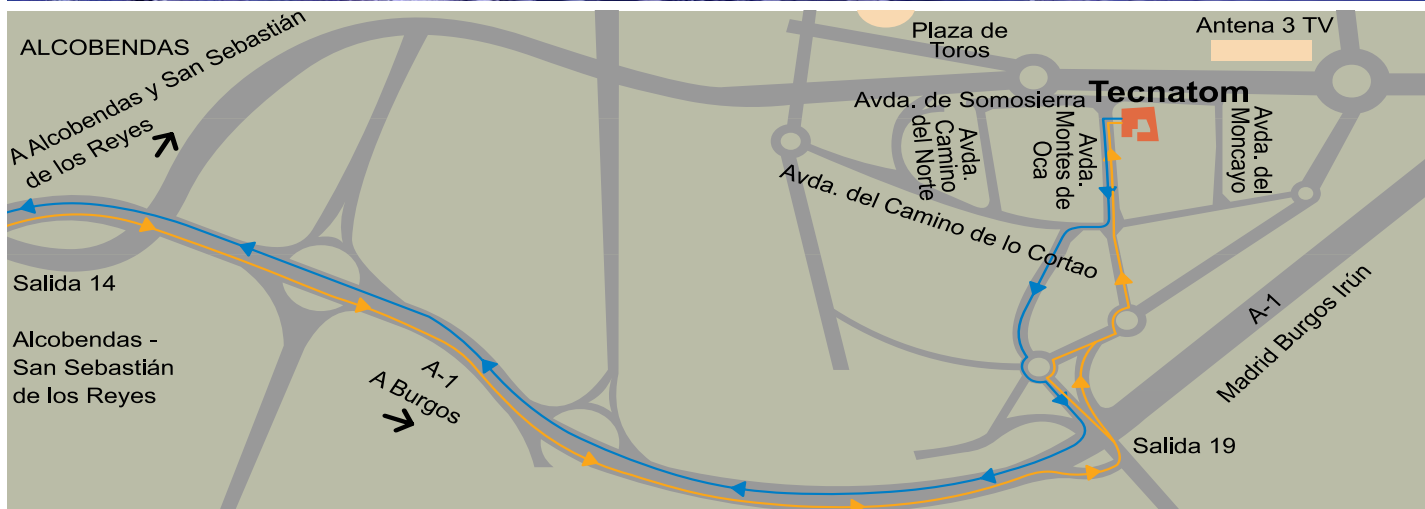 ALCOBENDAS
A Alcobendas y San Sebastián
de los Reyes
Plaza de
Toros
Antena 3 TV
Tecnatom
Avda. de Somosierra
Avda.
Camino
del Norte
Avda.
Montes de
Oca
Avda. del
Moncayo
Avda. del Camino de lo Cortao
Salida 14
Alcobendas -
San Sebastián
de los Reyes
A-1
A Burgos
A-1
Madrid Burgos Irún
Salida 19